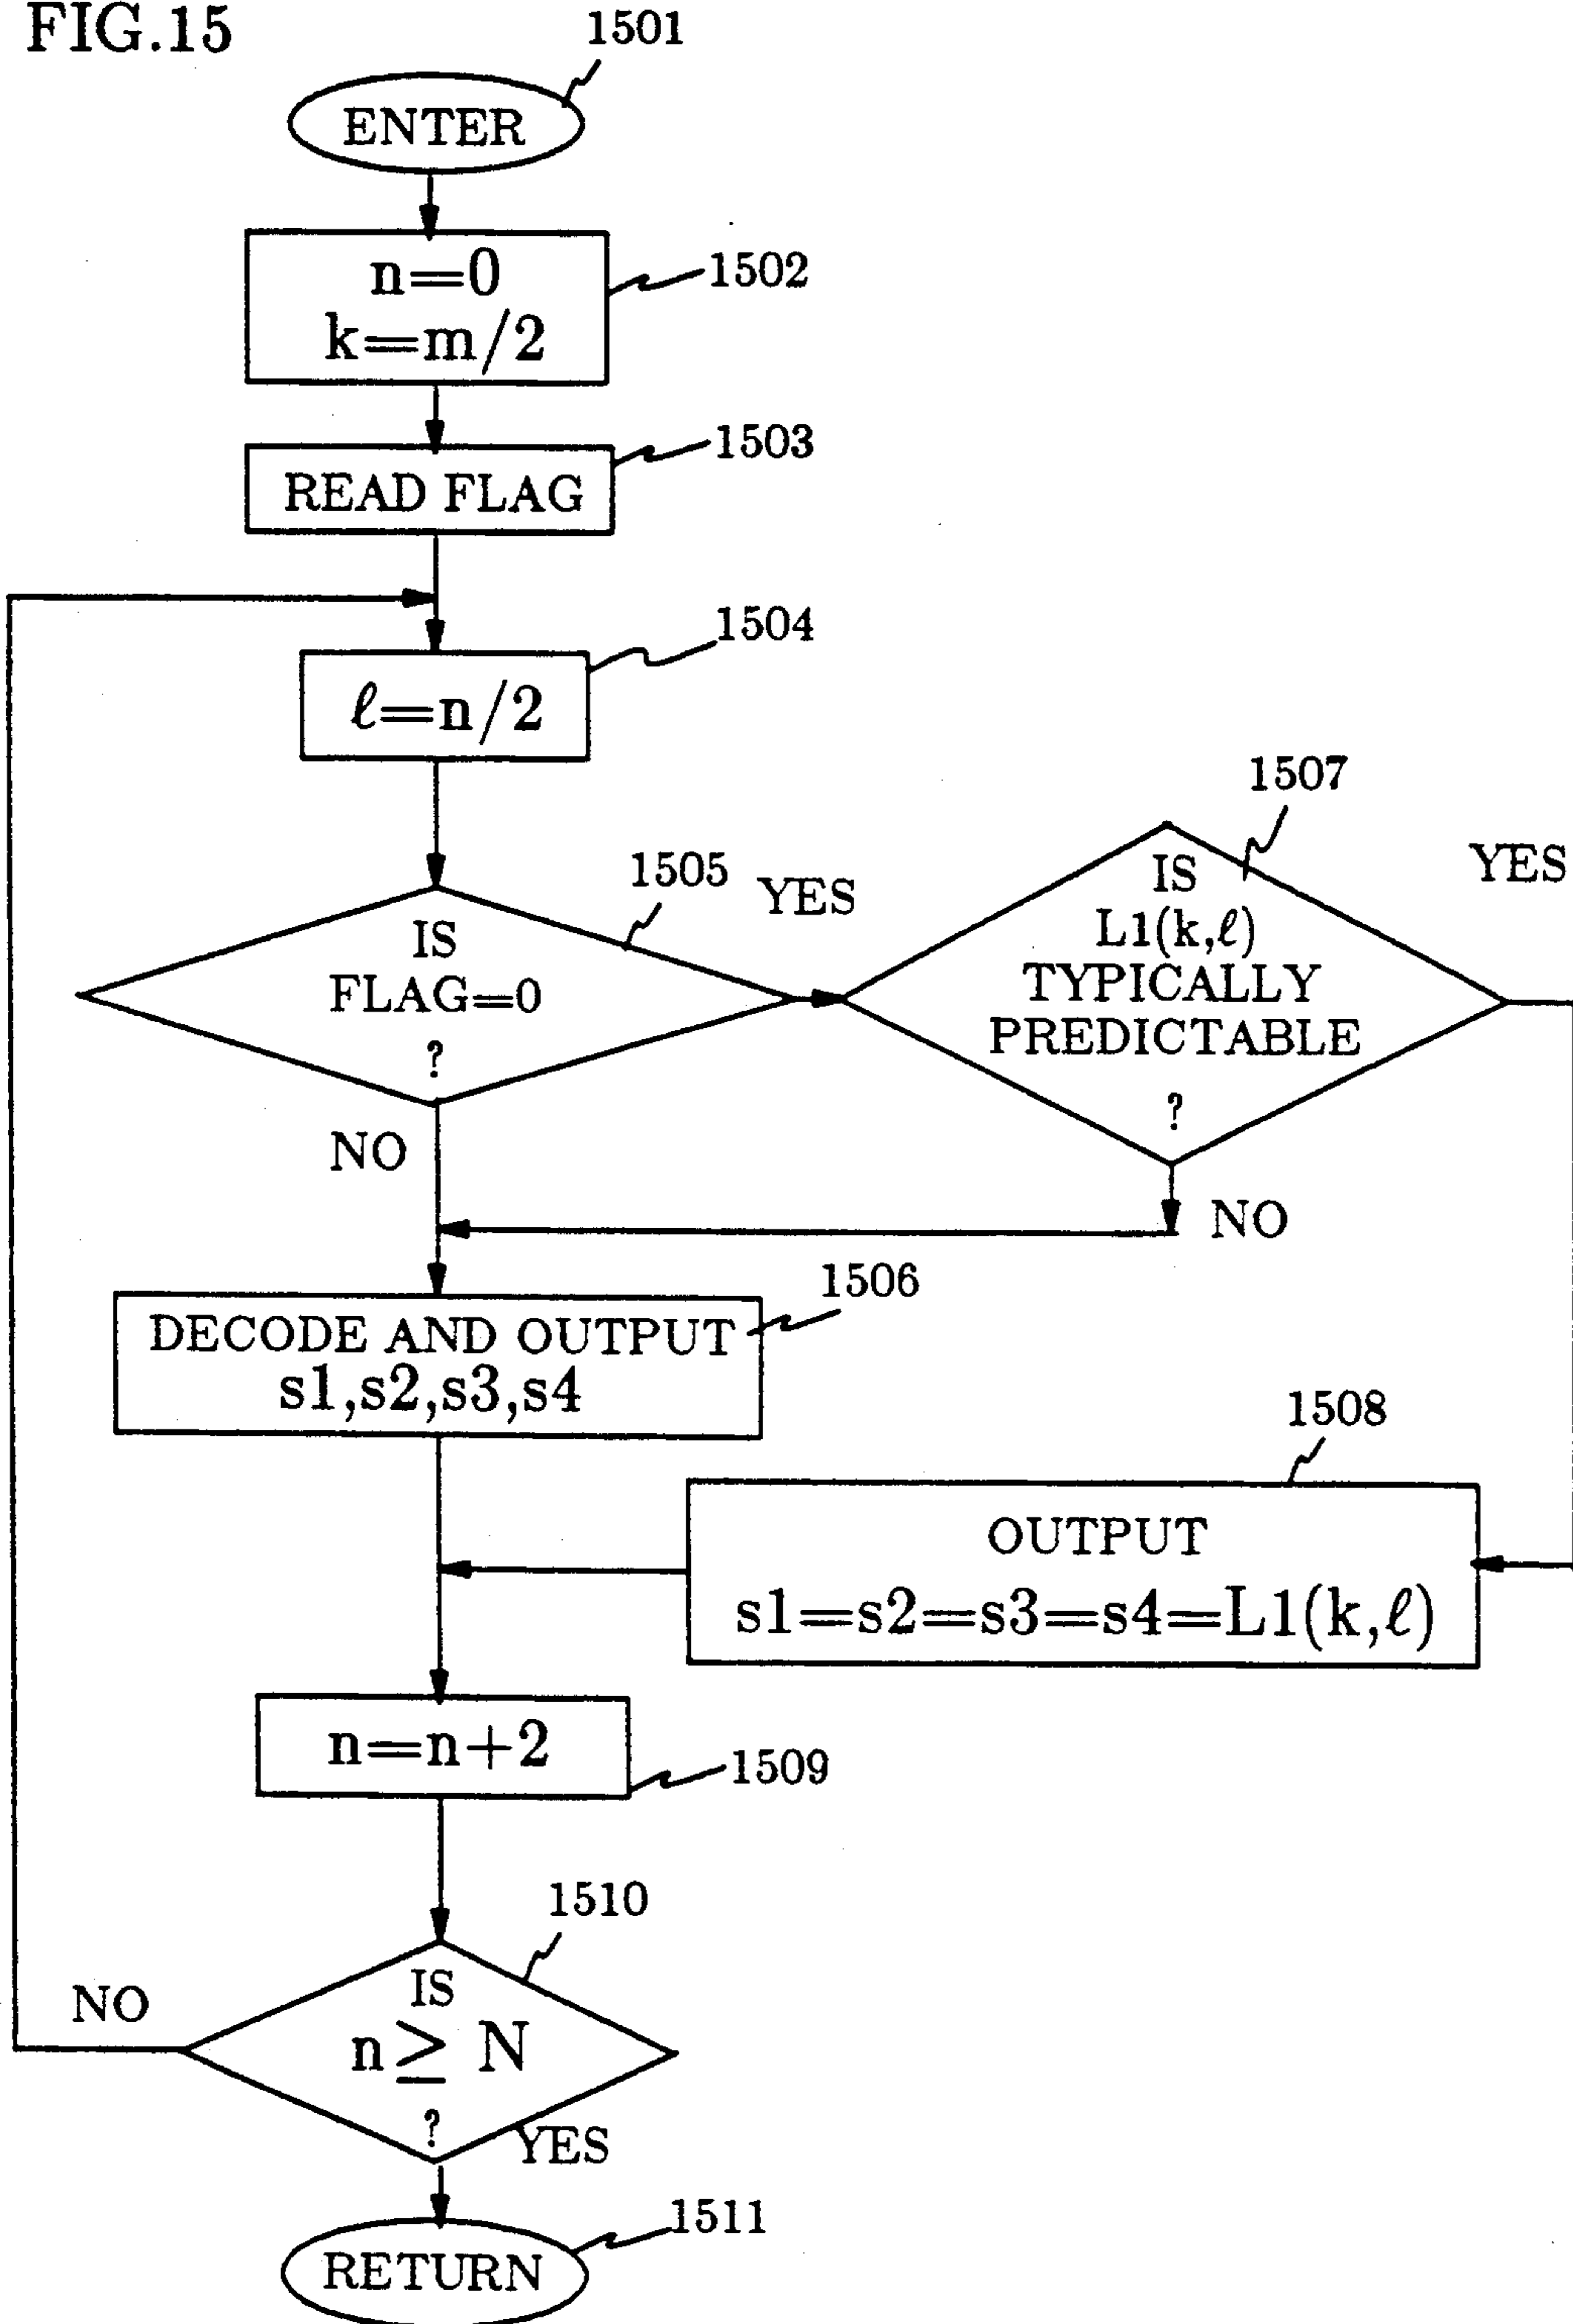 FIG.15
1501
ENTER
n=0
k=m/2
1502
1503
READ FLAG
1504
ℓ=n/2
1505
YES
IS
FLAG=0
?
NO
1507
YES
IS
L1(k,ℓ)
TYPICALLY
PREDICTABLE
?
NO
1506
DECODE AND OUTPUT
s1,s2,s3,s4
1508
OUTPUT
s1=s2=s3=s4=L1(k,ℓ)
n=n+2
1509
1510
NO
IS
n≥ N
?
YES
1511
RETURN